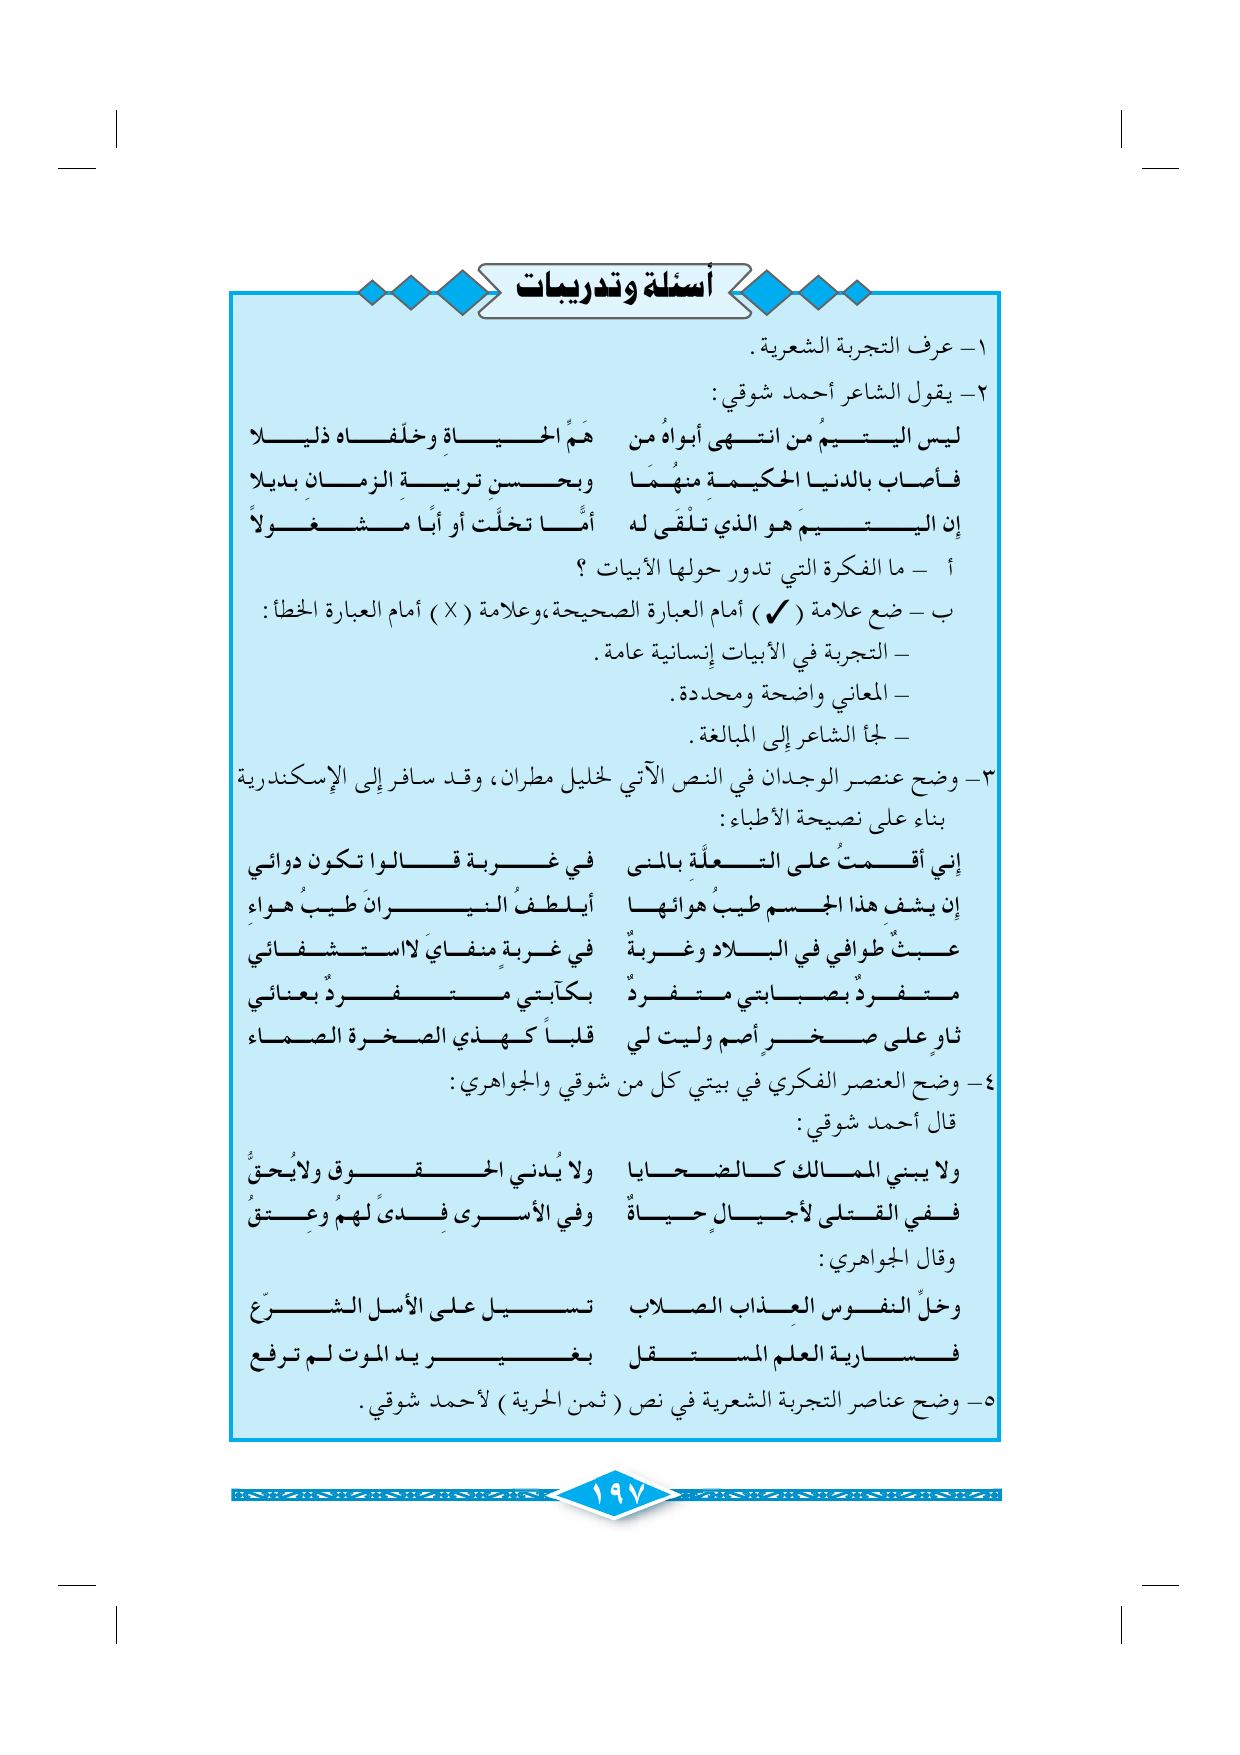 أسئلة وتدريبات
١– عرف التجربة الشعرية .
٢– يقول الشاعر أحمد شوقي :
ليس اليتيمُ من انتهى أبواهُ من هَمِّ الحياةِ وخلّفاه ذليلا
فأصاب بالدنيا الحكيمةِ منهُمَا وبحسنِ تربيةِ الزمانِ بديلا
إن اليتيمَ هو الذي تلْقَى له أمًّا تخلَّت أو أبًا مشغولاً
أ – ما الفكرة التي تدور حولها الأبيات ؟
ب – ضع علامة ( ✓ ) أمام العبارة الصحيحة،وعلامة ( X ) أمام العبارة الخطأ :
– التجربة في الأبيات إنسانية عامة .
– المعاني واضحة ومحددة .
– لجأ الشاعر إلى المبالغة .
٣– وضح عنصر الوجدان في النص الآتي لخليل مطران، وقد سافر إلى الإسكندرية
بناء على نصيحة الأطباء :
إني أقمتُ على التعلَّةِ بالمنى في غربة قالوا تكون دوائي
إن يشفِ هذا الجسم طيبُ هوائها أيلطفُ النيرانَ طيبُ هواءِ
عبثٌ طوافي في البلاد وغربةٌ في غربةٍ منفايَ لااستشفائي
متفردٌ بصبابتي متفردٌ بكآبتي متفردٌ بعنائي
ثاوٍ على صخرٍ أصم وليت لي قلباً كهذي الصخرة الصماء
٤– وضح العنصر الفكري في بيتي كل من شوقي والجواهري :
قال أحمد شوقي :
ولا يبني الممالك كالضحايا ولا يُدني الحقوق ولايُحقُّ
ففي القتلى لأجيالٍ حياةٌ وفي الأسرى فِدىً لهمُ وعِتقُ
وقال الجواهري :
وخلِّ النفوس العِذاب الصلاب تسيل على الأسل الشرّع
فسارية العلم المستقل بغير يد الموت لم ترفع
٥– وضح عناصر التجربة الشعرية في نص ( ثمن الحرية ) لأحمد شوقي .
١٩٧